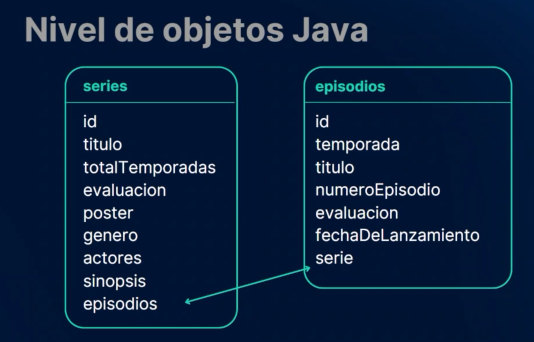 Nivel de objetos Java
series
id
titulo
totalTemporadas
evaluacion
poster
genero
actores
sinopsis
episodios
episodios
id
temporada
titulo
numeroEpisodio
evaluacion
fechaDeLanzamiento
serie